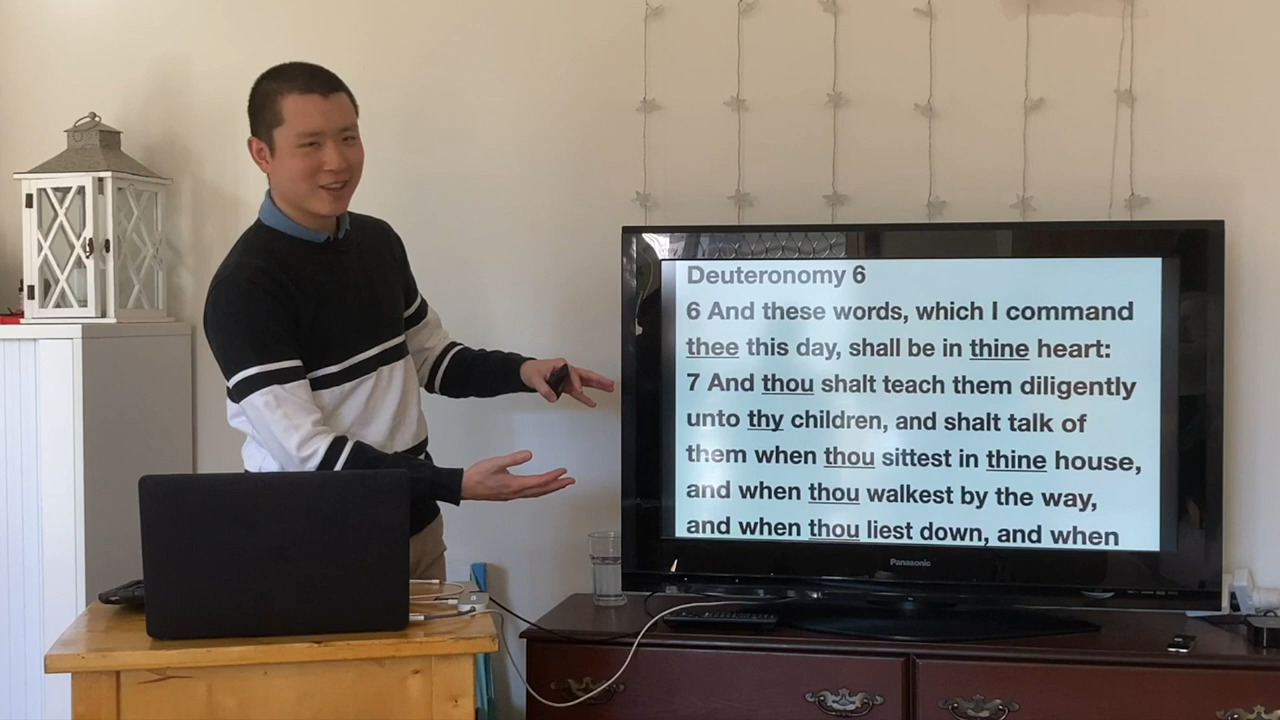 Deuteronomy 6
6 And these words, which I command
thee this day, shall be in thine heart:
7 And thou shalt teach them diligently
unto thy children, and shalt talk of
them when thou sittest in thine house,
and when thou walkest by the way,
and when thou liest down, and when
Panasonic